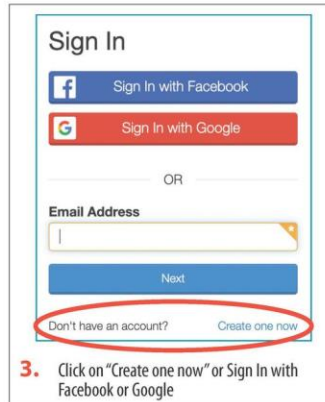 Sign In
Sign In with Facebook
Sign In with Google
OR
Email Address
Next
Don't have an account? Create one now
3. Click on "Create one now" or Sign In with
Facebook or Google